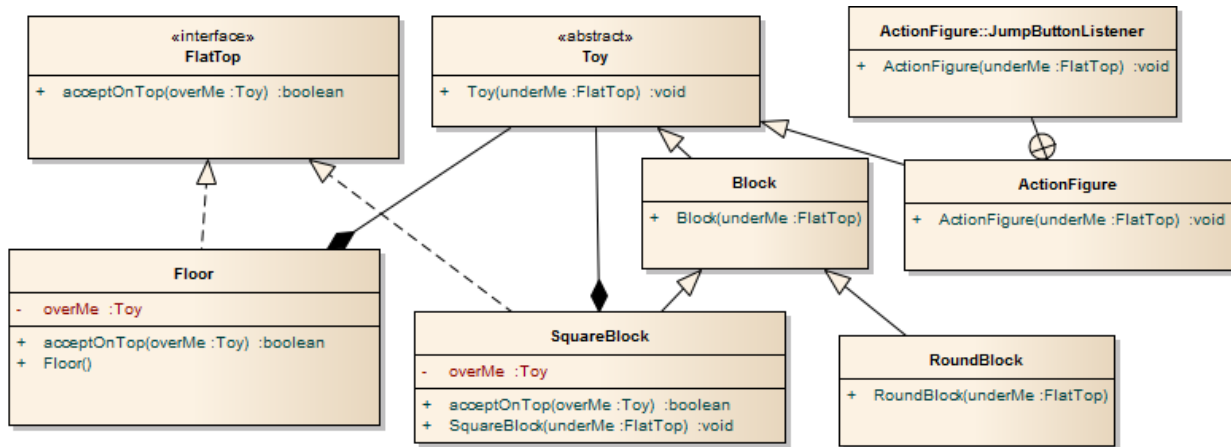 «interface»
FlatTop
+ acceptOnTop(overMe :Toy) :boolean
«abstract»
Toy
+ Toy(underMe :FlatTop) :void
ActionFigure::JumpButtonListener
+ ActionFigure(underMe :FlatTop) :void
Block
+ Block(underMe :FlatTop)
ActionFigure
+ ActionFigure(underMe :FlatTop) :void
Floor
- overMe :Toy
+ acceptOnTop(overMe :Toy) :boolean
+ Floor()
SquareBlock
- overMe :Toy
+ acceptOnTop(overMe :Toy) :boolean
+ SquareBlock(underMe :FlatTop) :void
RoundBlock
+ RoundBlock(underMe :FlatTop)